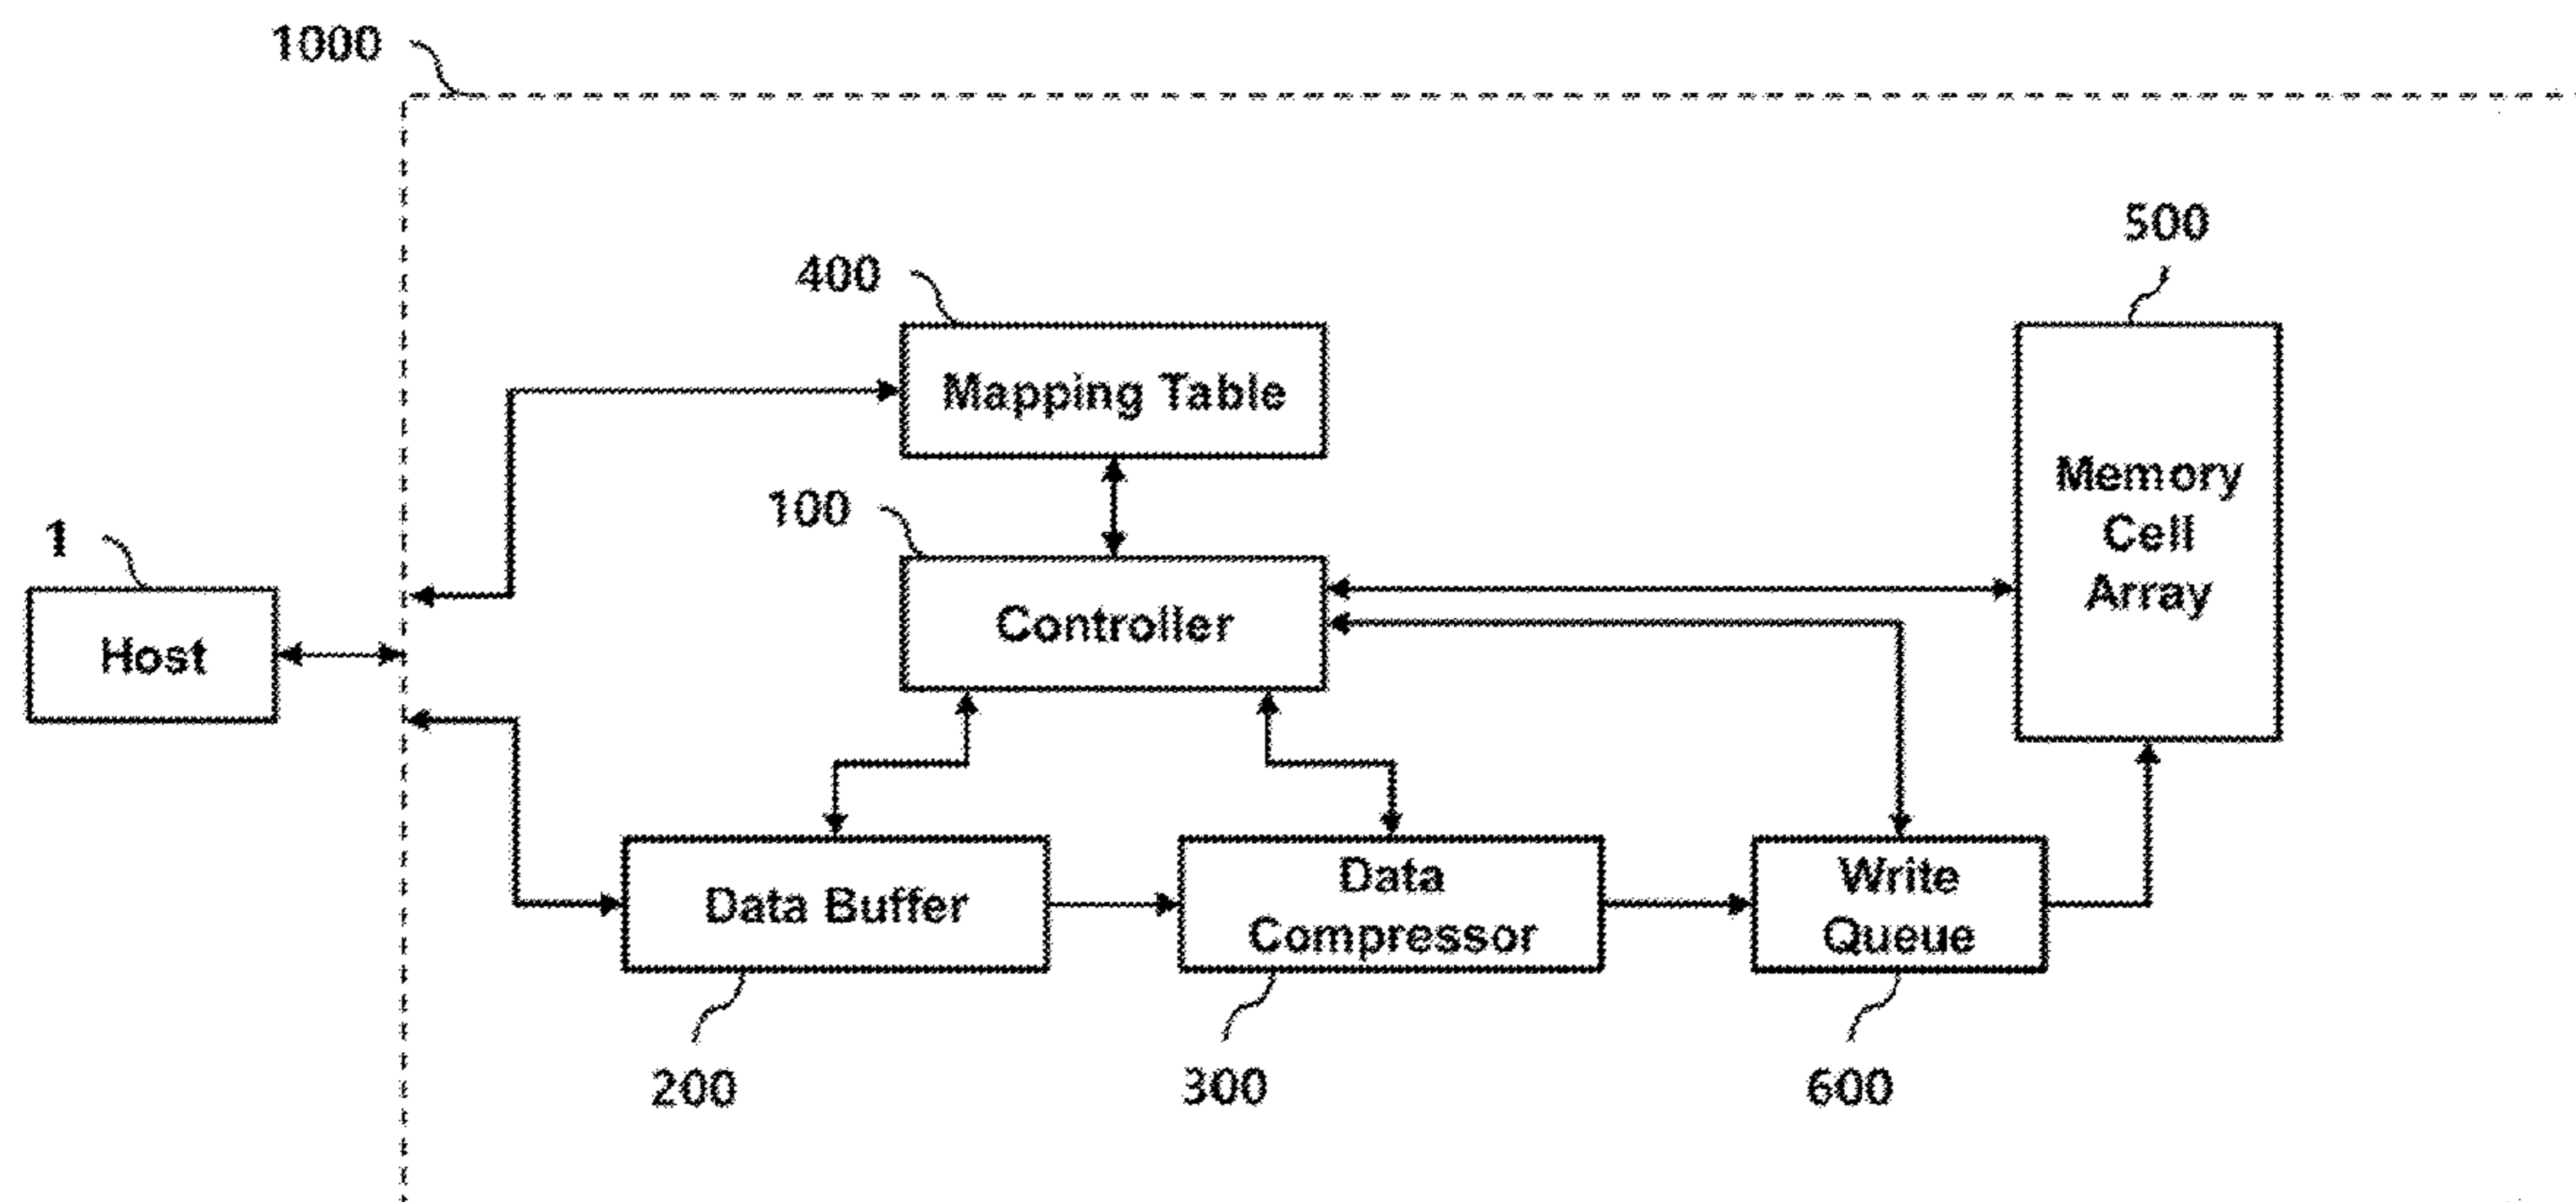 1000
500
400
Mapping Table
Memory
Cell
Array
100
1
Controller
Host
Data Buffer
Data
Compressor
Write
Queue
200
300
600